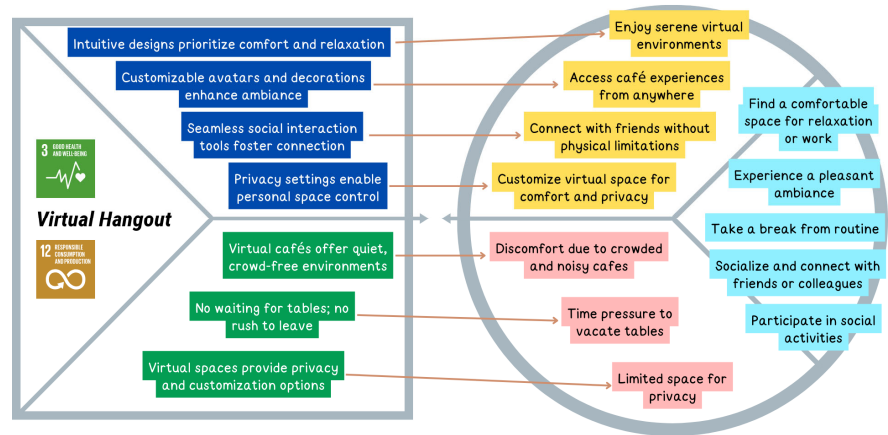 Intuitive designs prioritize comfort and relaxation
Customizable avatars and decorations
enhance ambiance
Seamless social interaction
tools foster connection
Privacy settings enable
personal space control
3 GOOD HEALTH
AND WELL-BEING
Virtual Hangout
12 RESPONSIBLE
CONSUMPTION
AND PRODUCTION
Virtual cafés offer quiet,
crowd-free environments
No waiting for tables; no
rush to leave
Virtual spaces provide privacy
and customization options
Enjoy serene virtual
environments
Access café experiences
from anywhere
Connect with friends without
physical limitations
Customize virtual space for
comfort and privacy
Discomfort due to crowded
and noisy cafes
Time pressure to
vacate tables
Limited space for
privacy
Find a comfortable
space for relaxation
or work
Experience a pleasant
ambiance
Take a break from routine
Socialize and connect with
friends or colleagues
Participate in social
activities